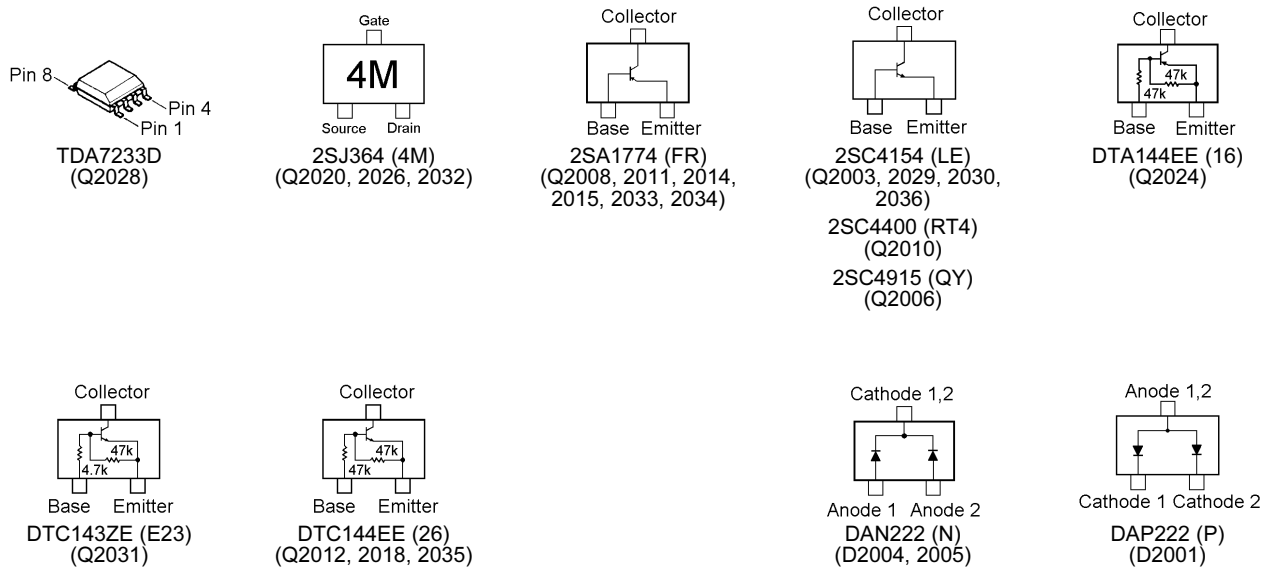 Pin 8
Pin 4
Pin 1
TDA7233D
(Q2028)
Gate
4M
Source Drain
2SJ364 (4M)
(Q2020, 2026, 2032)
Collector
Base Emitter
2SA1774 (FR)
(Q2008, 2011, 2014,
2015, 2033, 2034)
Collector
Base Emitter
2SC4154 (LE)
(Q2003, 2029, 2030,
2036)
2SC4400 (RT4)
(Q2010)
2SC4915 (QY)
(Q2006)
Collector
47k
47k
Base Emitter
DTA144EE (16)
(Q2024)
Collector
47k
4.7k
Base Emitter
DTC143ZE (E23)
(Q2031)
Collector
47k
47k
Base Emitter
DTC144EE (26)
(Q2012, 2018, 2035)
Cathode 1,2
Anode 1 Anode 2
DAN222 (N)
(D2004, 2005)
Anode 1,2
Cathode 1 Cathode 2
DAP222 (P)
(D2001)